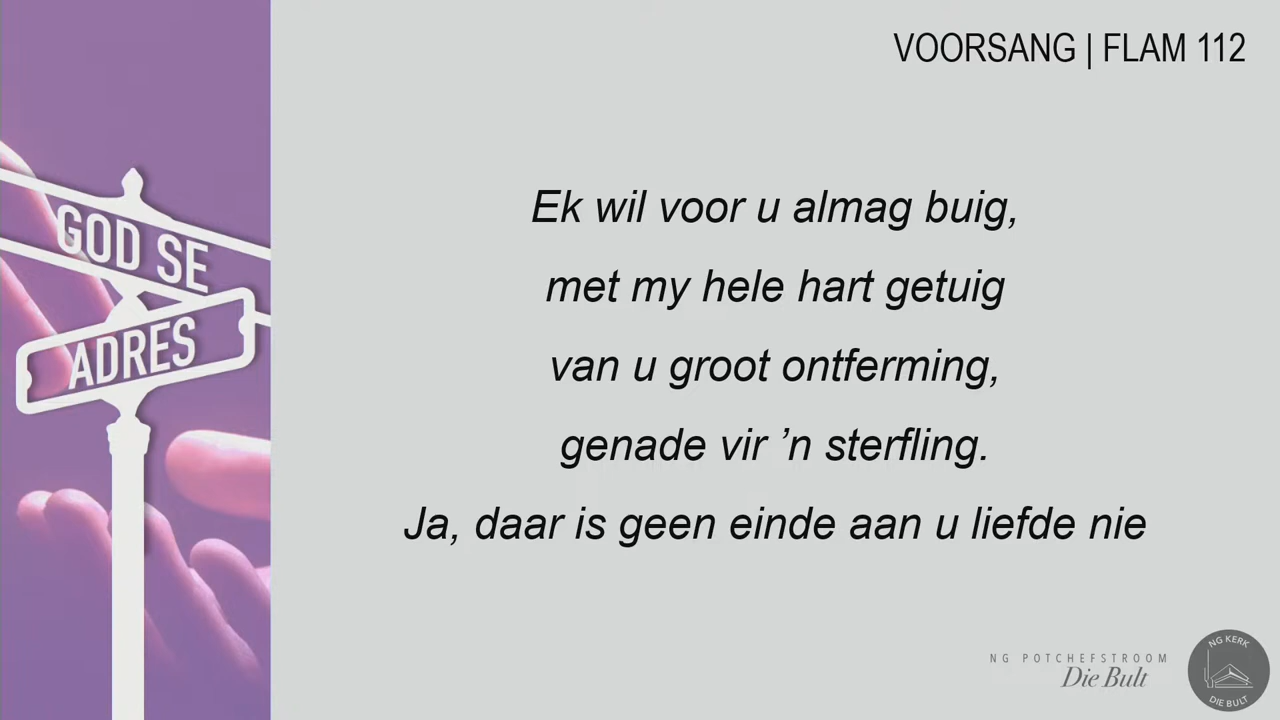 VOORSANG | FLAM 112
GOD SE
ADRES
Ek wil voor u almag buig,
met my hele hart getuig
van u groot ontferming,
genade vir ’n sterfling.
Ja, daar is geen einde aan u liefde nie
NG POTCHEFSTROOM
Die Bult
NG KERK
DIE BULT